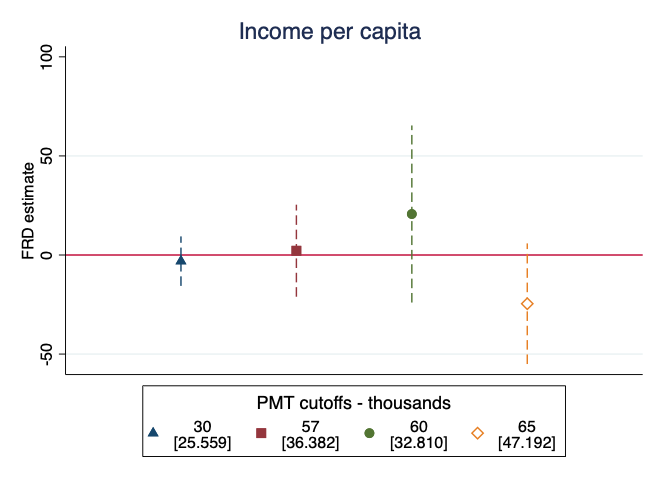 Income per capita
FRD estimate
100
50
0
-50
PMT cutoffs - thousands
30 57 60 65
[25.559] [36.382] [32.810] [47.192]